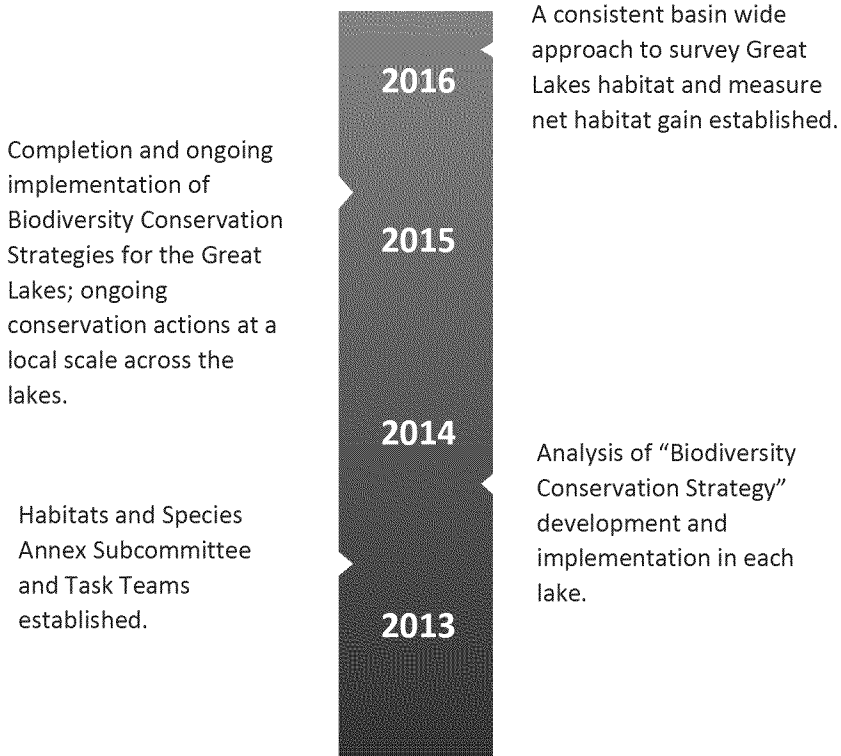 A consistent basin wide
approach to survey Great
Lakes habitat and measure
net habitat gain established.
2016
Completion and ongoing
implementation of
Biodiversity Conservation
Strategies for the Great
Lakes; ongoing
conservation actions at a
local scale across the
lakes.
2015
2014
Analysis of “Biodiversity
Conservation Strategy”
development and
implementation in each
lake.
Habitats and Species
Annex Subcommittee
and Task Teams
established.
2013